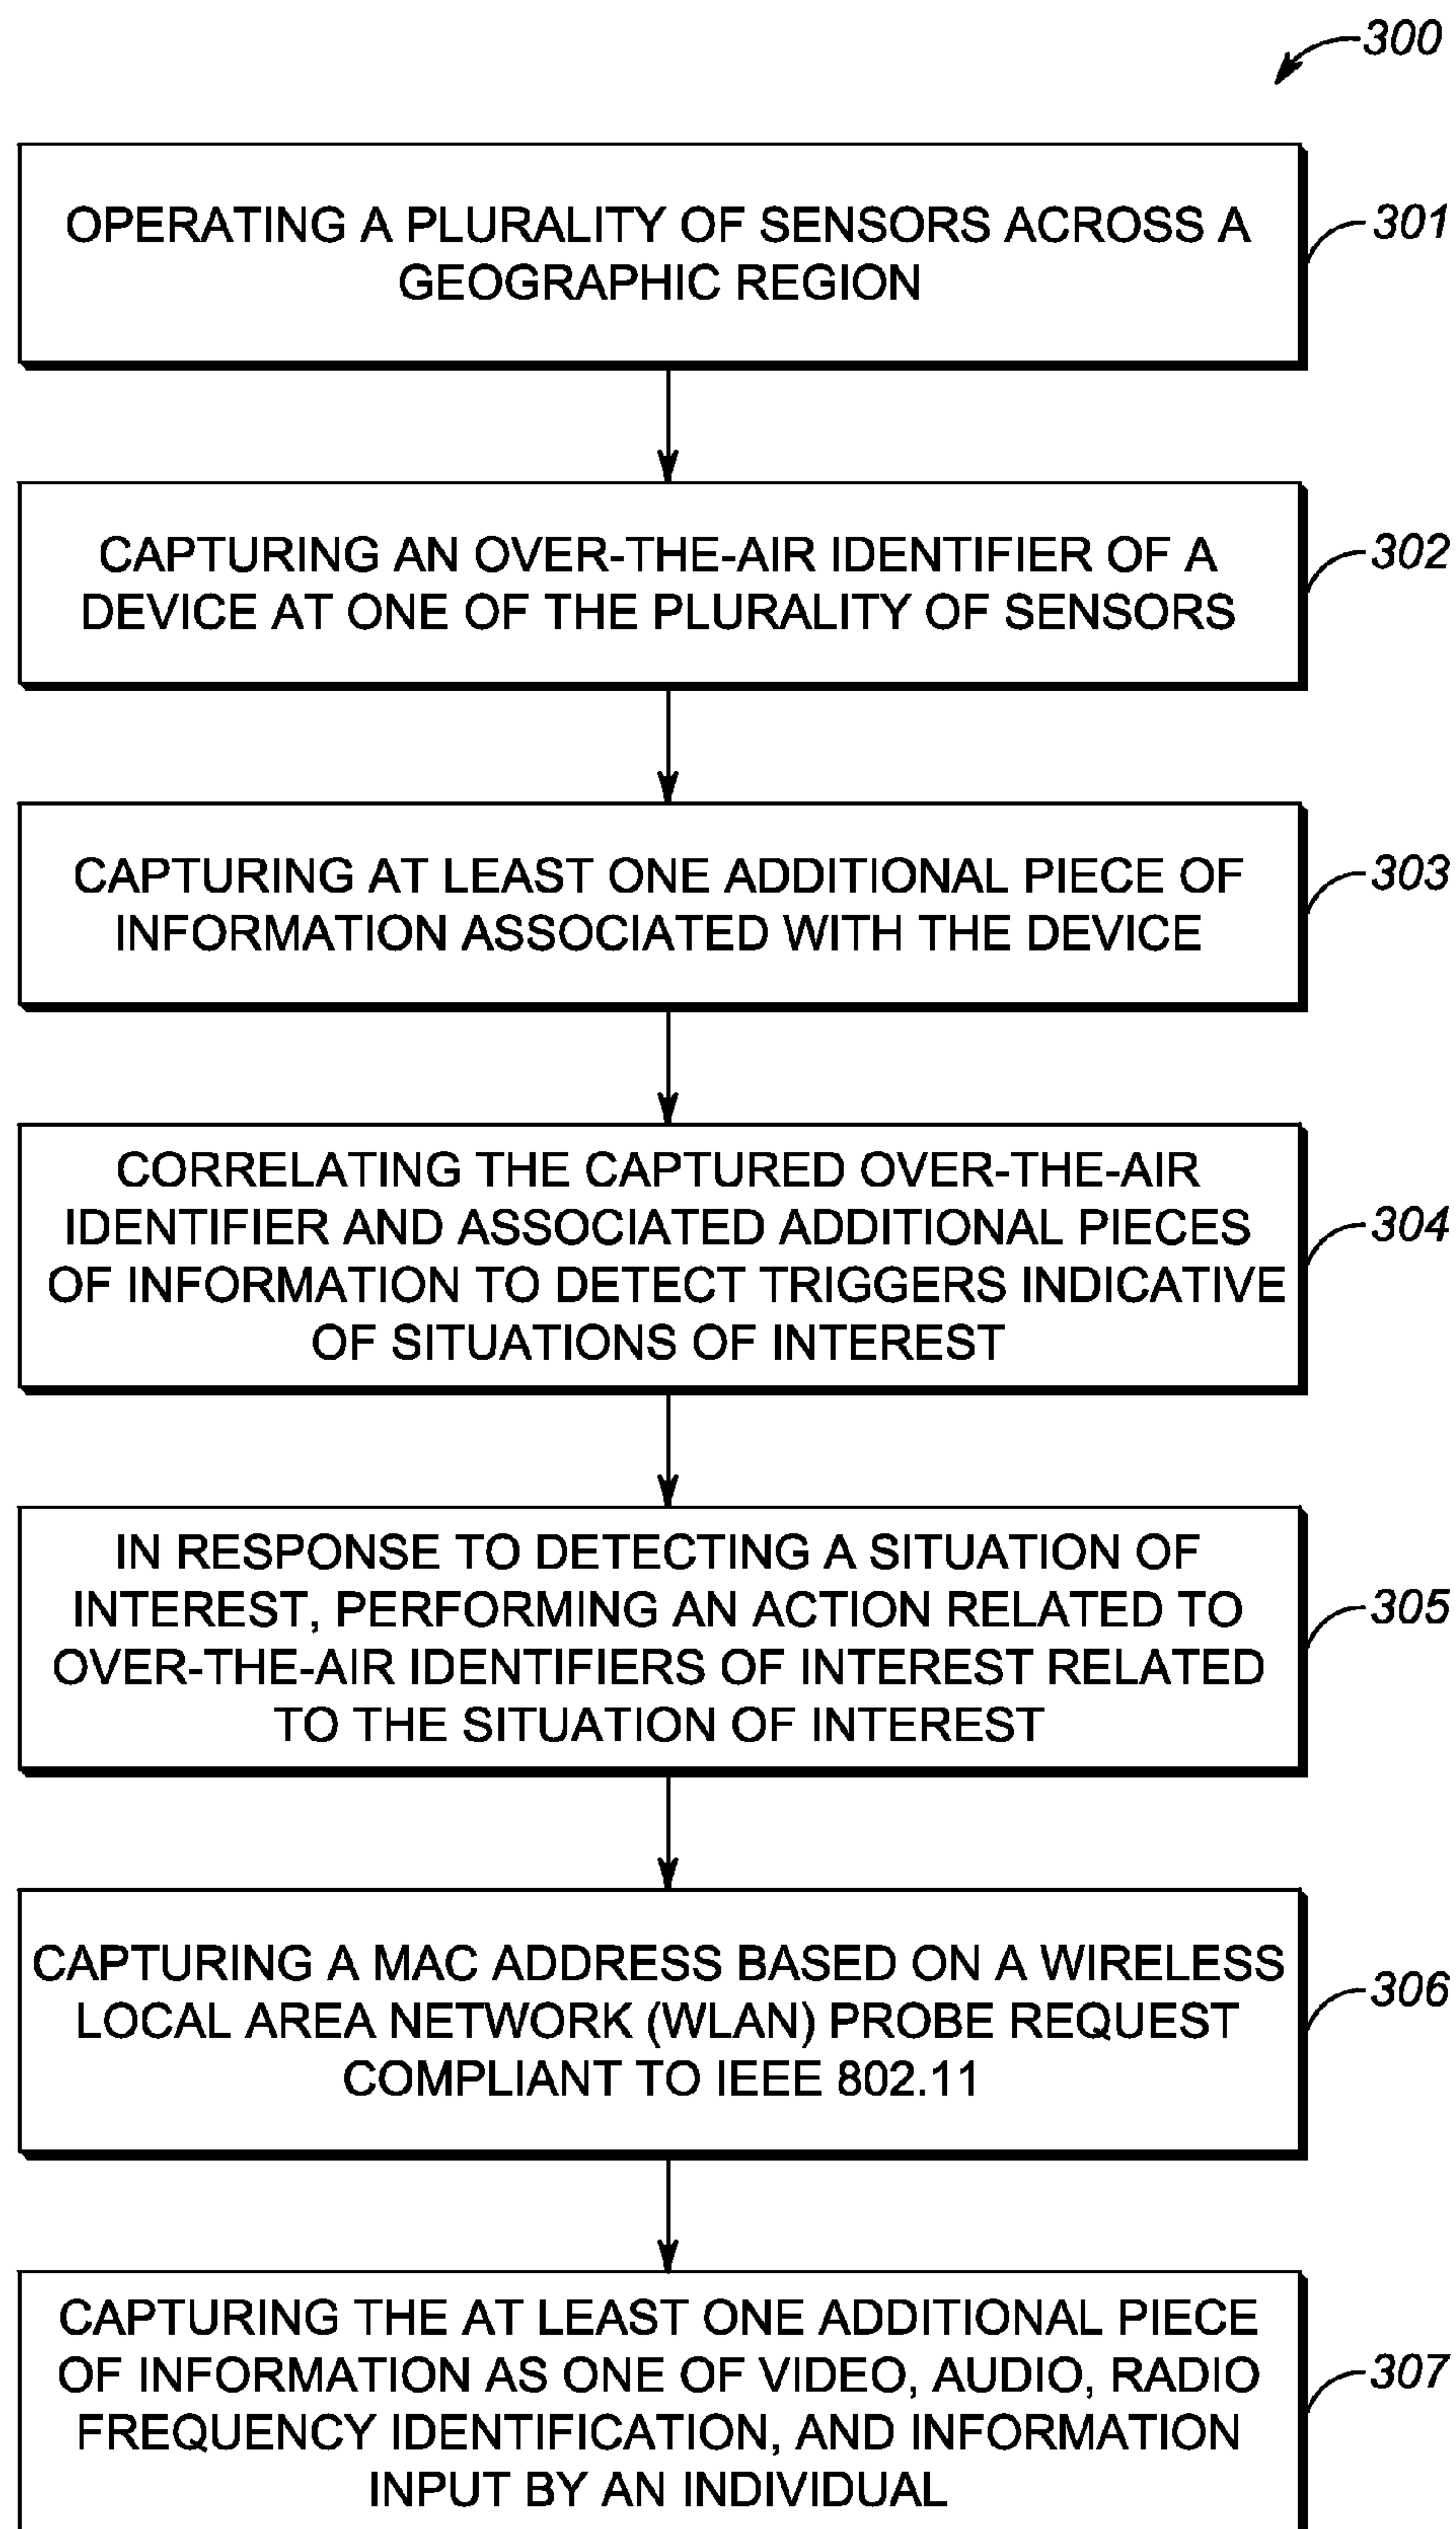 300
OPERATING A PLURALITY OF SENSORS ACROSS A
GEOGRAPHIC REGION
301
CAPTURING AN OVER-THE-AIR IDENTIFIER OF A
DEVICE AT ONE OF THE PLURALITY OF SENSORS
302
CAPTURING AT LEAST ONE ADDITIONAL PIECE OF
INFORMATION ASSOCIATED WITH THE DEVICE
303
CORRELATING THE CAPTURED OVER-THE-AIR
IDENTIFIER AND ASSOCIATED ADDITIONAL PIECES
OF INFORMATION TO DETECT TRIGGERS INDICATIVE
OF SITUATIONS OF INTEREST
304
IN RESPONSE TO DETECTING A SITUATION OF
INTEREST, PERFORMING AN ACTION RELATED TO
OVER-THE-AIR IDENTIFIERS OF INTEREST RELATED
TO THE SITUATION OF INTEREST
305
CAPTURING A MAC ADDRESS BASED ON A WIRELESS
LOCAL AREA NETWORK (WLAN) PROBE REQUEST
COMPLIANT TO IEEE 802.11
306
CAPTURING THE AT LEAST ONE ADDITIONAL PIECE
OF INFORMATION AS ONE OF VIDEO, AUDIO, RADIO
FREQUENCY IDENTIFICATION, AND INFORMATION
INPUT BY AN INDIVIDUAL
307